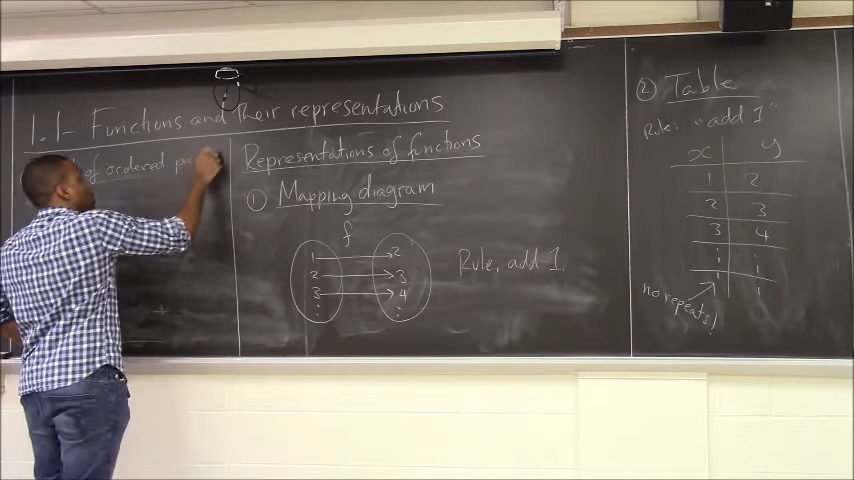 1.1- Functions and their representations
of ordered
Representations of functions
① Mapping diagram
f
1 2
2 3
3 4
Rule: add 1
② Table
Rule: "add 1"
x y
1 2
2 3
3 4
no repeats!